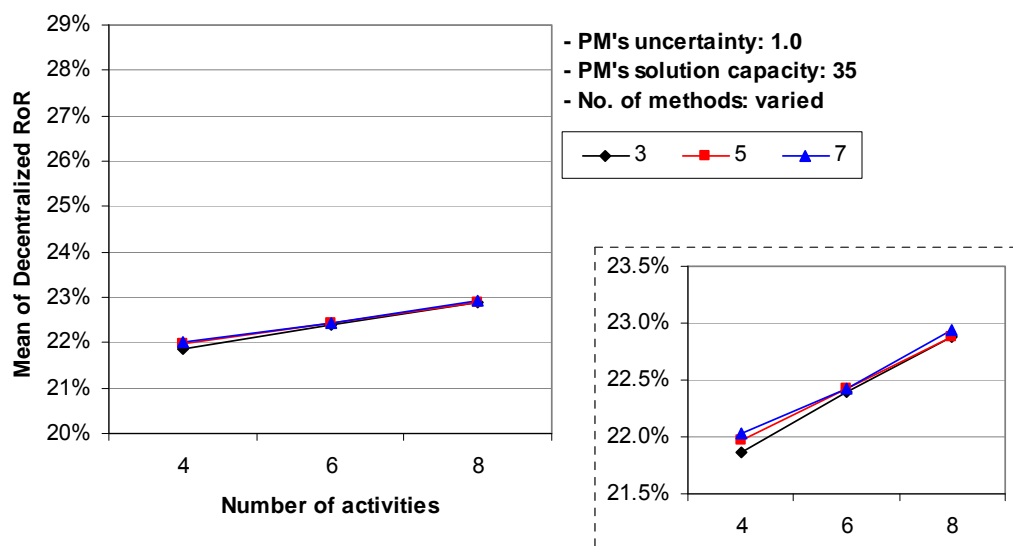 29%
28%
27%
26%
25%
24%
23%
22%
21%
20%
Mean of Decentralized RoR
4 6 8
Number of activities
- PM's uncertainty: 1.0
- PM's solution capacity: 35
- No. of methods: varied
3 5 7
23.5%
23.0%
22.5%
22.0%
21.5%
4 6 8